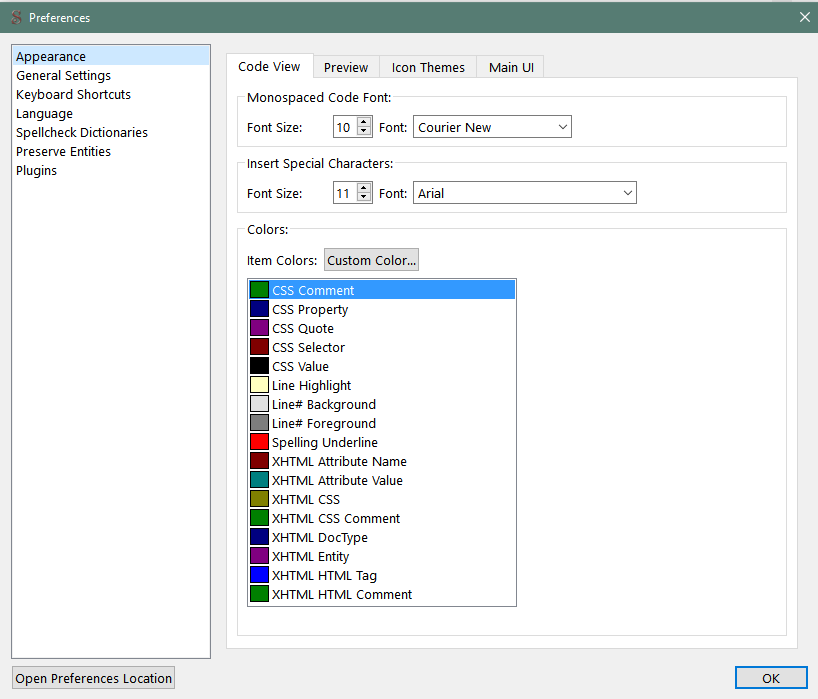 Preferences
Appearance
General Settings
Keyboard Shortcuts
Language
Spellcheck Dictionaries
Preserve Entities
Plugins
Code View Preview Icon Themes Main UI
Monospaced Code Font:
Font Size: 10 Font: Courier New
Insert Special Characters:
Font Size: 11 Font: Arial
Colors:
Item Colors: Custom Color...
CSS Comment
CSS Property
CSS Quote
CSS Selector
CSS Value
Line Highlight
Line# Background
Line# Foreground
Spelling Underline
XHTML Attribute Name
XHTML Attribute Value
XHTML CSS
XHTML CSS Comment
XHTML DocType
XHTML Entity
XHTML HTML Tag
XHTML HTML Comment
Open Preferences Location OK